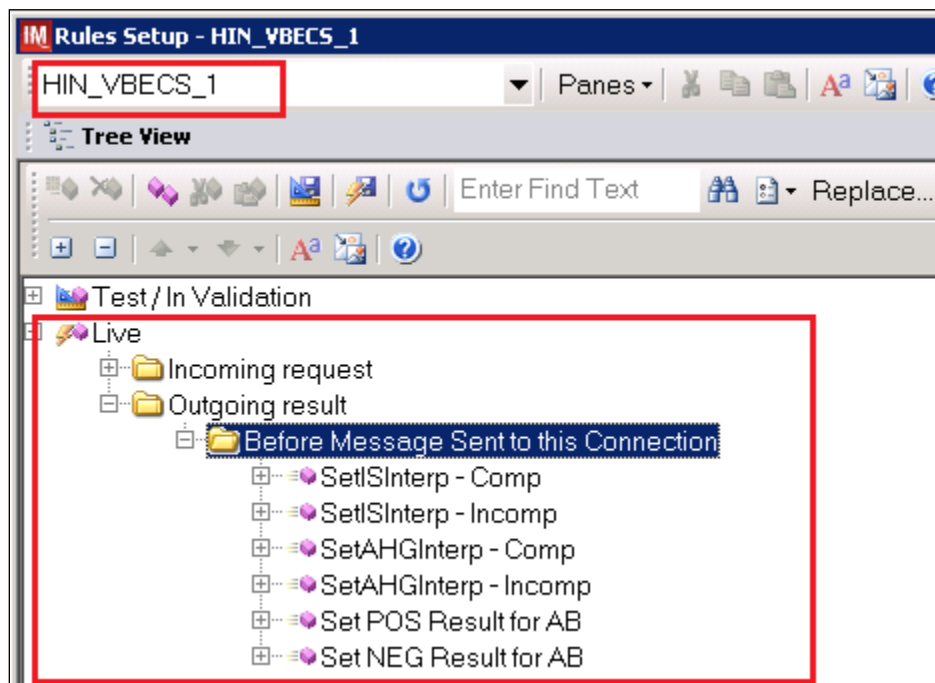 IM Rules Setup - HIN_VBECS_1
HIN_VBECS_1 Panes
Tree View
Enter Find Text Replace...
Test / In Validation
Live
Incoming request
Outgoing result
Before Message Sent to this Connection
SetISInterp - Comp
SetISInterp - Incomp
SetAHGInterp - Comp
SetAHGInterp - Incomp
Set POS Result for AB
Set NEG Result for AB